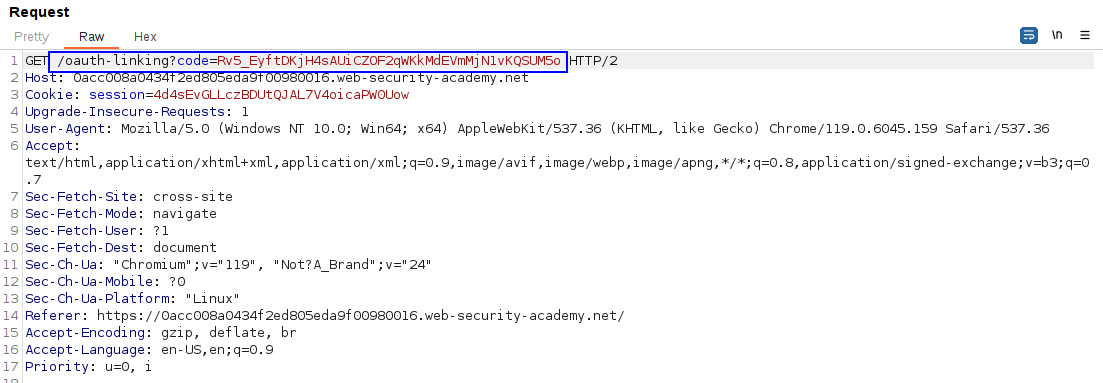 Request
Pretty Raw Hex
\n ≡
1 GET /oauth-linking?code=Rv5_EyftDKjH4sAUiCZOF2qWKkMdEVmMjNlvKQSUM5o HTTP/2
2 Host: 0acc008a0434f2ed805eda9f00980016.web-security-academy.net
3 Cookie: session=4d4sEvGLLczBDUtQJAL7V4oicaPW0Uow
4 Upgrade-Insecure-Requests: 1
5 User-Agent: Mozilla/5.0 (Windows NT 10.0; Win64; x64) AppleWebKit/537.36 (KHTML, like Gecko) Chrome/119.0.6045.159 Safari/537.36
6 Accept:
text/html,application/xhtml+xml,application/xml;q=0.9,image/avif,image/webp,image/apng,*/*;q=0.8,application/signed-exchange;v=b3;q=0
.7
7 Sec-Fetch-Site: cross-site
8 Sec-Fetch-Mode: navigate
9 Sec-Fetch-User: ?1
10 Sec-Fetch-Dest: document
11 Sec-Ch-Ua: "Chromium";v="119", "Not?A_Brand";v="24"
12 Sec-Ch-Ua-Mobile: ?0
13 Sec-Ch-Ua-Platform: "Linux"
14 Referer: https://0acc008a0434f2ed805eda9f00980016.web-security-academy.net/
15 Accept-Encoding: gzip, deflate, br
16 Accept-Language: en-US,en;q=0.9
17 Priority: u=0, i
18